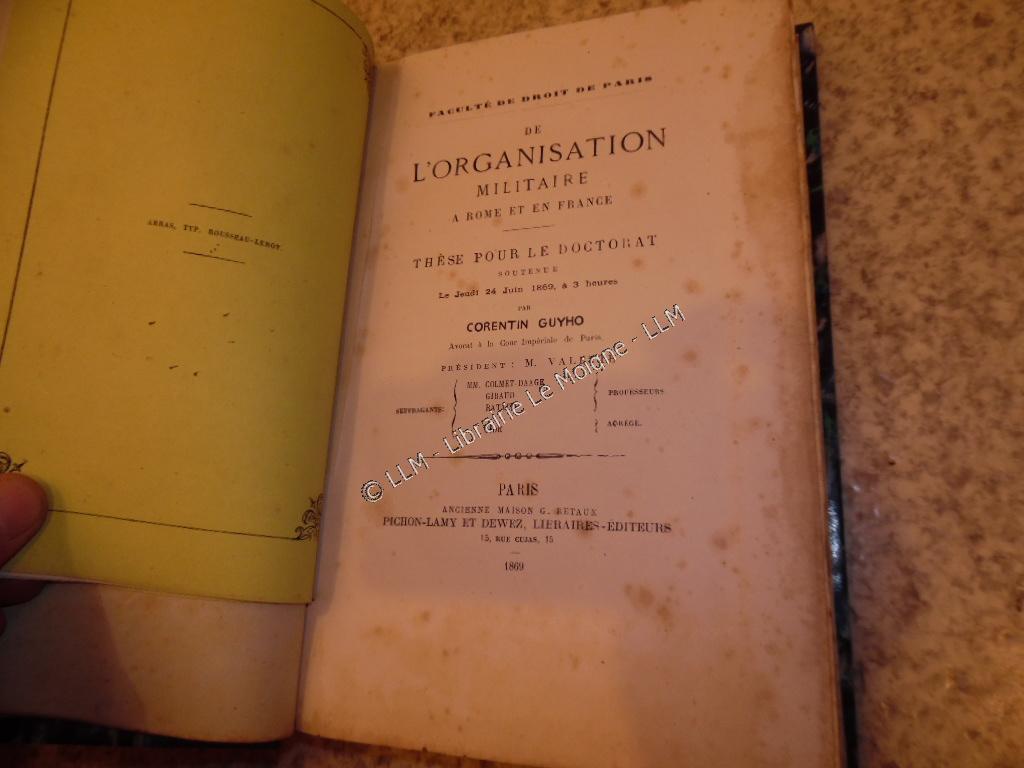 ARRAS, TYP. ROUSSEAU-LEROY.
FACULTÉ DE DROIT DE PARIS
DE
L'ORGANISATION
MILITAIRE
A ROME ET EN FRANCE
THÈSE POUR LE DOCTORAT
SOUTENUE
Le Jeudi 24 Juin 1869, à 3 heures
PAR
CORENTIN GUYHO
Avocat à la Cour Impériale de Paris.
PRÉSIDENT : M.
SUFFRAGANTS:
MM. COLMET-DAAGE
GIRAUD
PROFESSEURS.
AGRÉGÉ.
PARIS
ANCIENNE MAISON G. RETAUX
PICHON-LAMY ET DEWEZ, LIBRAIRES-ÉDITEURS
15, RUE CUJAS, 15
1869
© LLM - Librairie Le Moigne - LLM